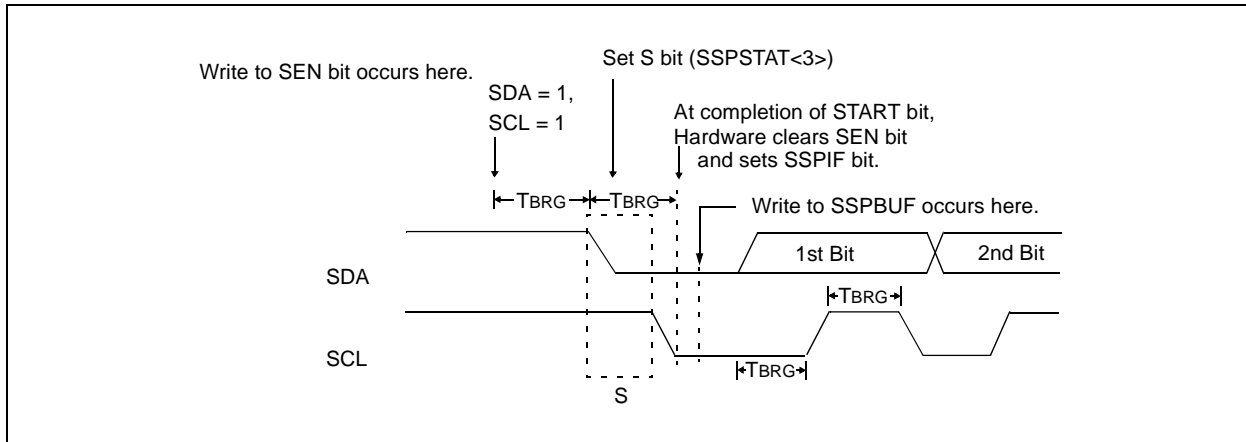 Write to SEN bit occurs here.
Set S bit (SSPSTAT<3>)
SDA = 1,
SCL = 1
At completion of START bit,
Hardware clears SEN bit
and sets SSPIF bit.
TBRG
TBRG
Write to SSPBUF occurs here.
SDA
1st Bit
2nd Bit
TBRG
SCL
TBRG
S